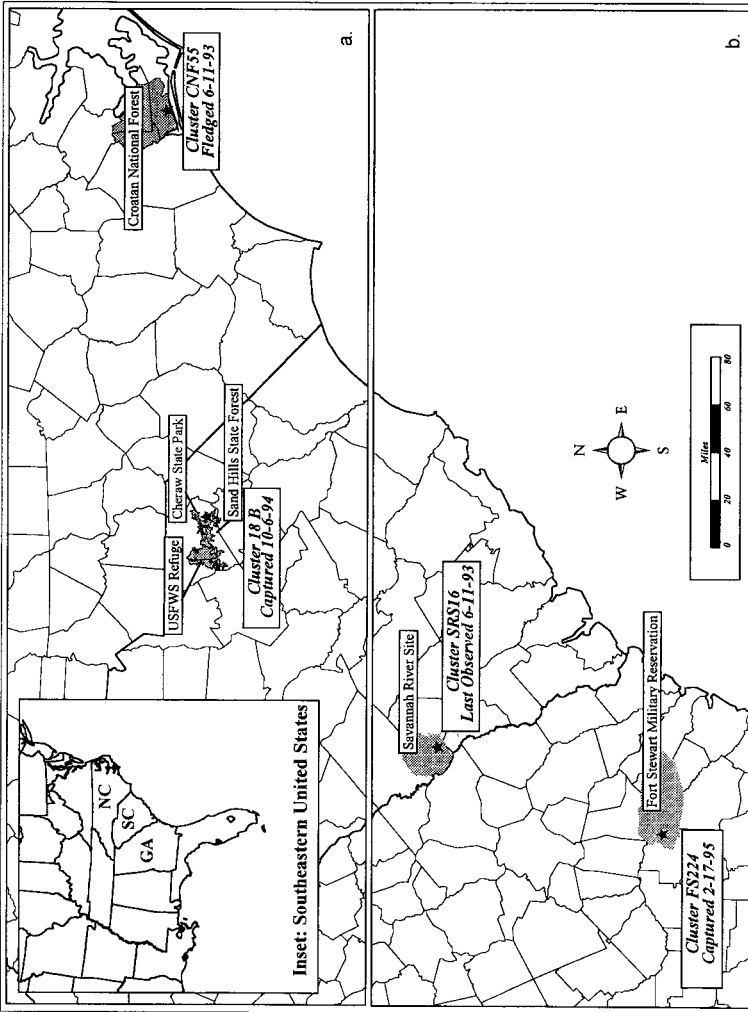 a.
Croatan National Forest
Cluster CNF55
Fledged 6-11-93
USFWS Refuge
Cheraw State Park
Sand Hills State Forest
Cluster 18 B
Captured 10-6-94
NC
SC
GA
Inset: Southeastern United States
b.
Savannah River Site
Cluster SRS16
Last Observed 6-11-93
Fort Stewart Military Reservation
Cluster FS224
Captured 2-17-95
N
W
E
S
Miles
0 20 40 60 80